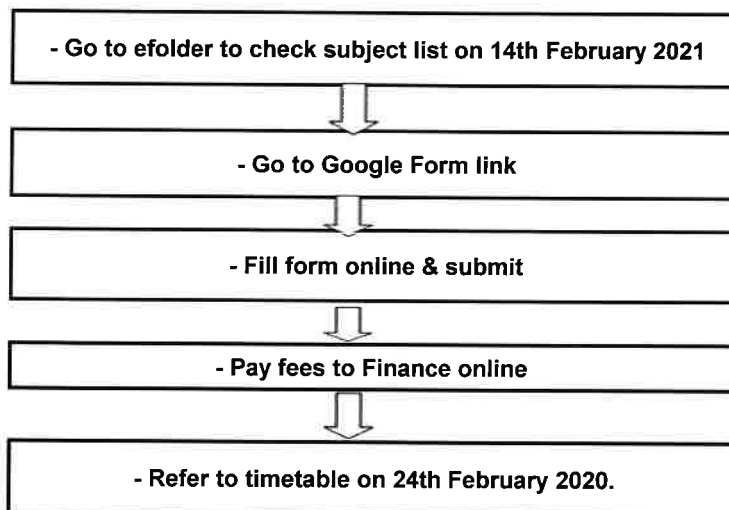 - Go to efolder to check subject list on 14th February 2021
- Go to Google Form link
- Fill form online & submit
- Pay fees to Finance online
- Refer to timetable on 24th February 2020.